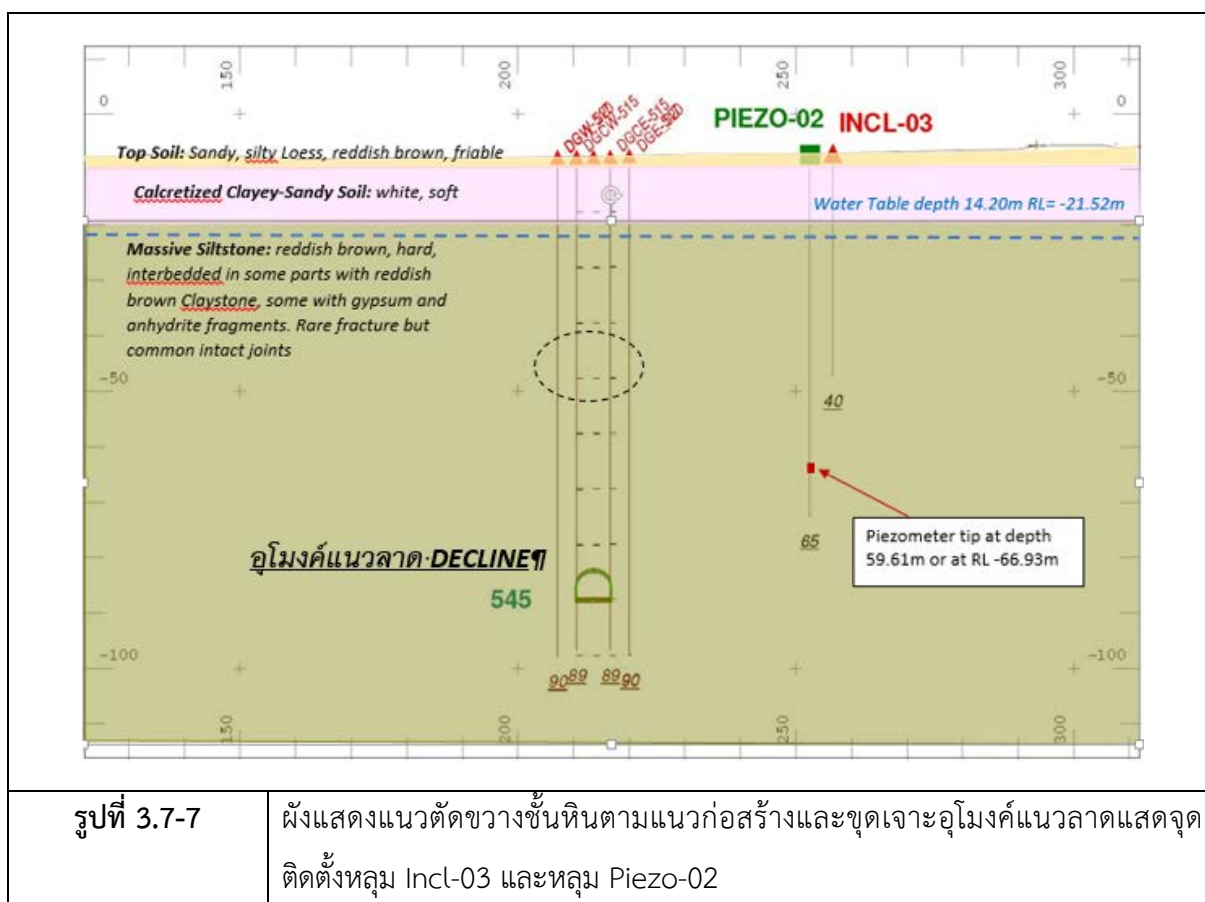 150
200
250
300
0
0
DGCW-515
DGCE-515
PIEZO-02
INCL-03
Top Soil: Sandy, silty Loess, reddish brown, friable
Calcretized Clayey-Sandy Soil: white, soft
Water Table depth 14.20m RL= -21.52m
Massive Siltstone: reddish brown, hard,
interbedded in some parts with reddish
brown Claystone, some with gypsum and
anhydrite fragments. Rare fracture but
common intact joints
-50
-50
40
Piezometer tip at depth
59.61m or at RL -66.93m
65
อุโมงค์แนวลาด·DECLINE¶
545
-100
-100
90
89
89
90
150
200
250
300
รูปที่ 3.7-7
ผังแสดงแนวตัดขวางชั้นหินตามแนวก่อสร้างและขุดเจาะอุโมงค์แนวลาดแสดจุด
ติดตั้งหลุม Incl-03 และหลุม Piezo-02